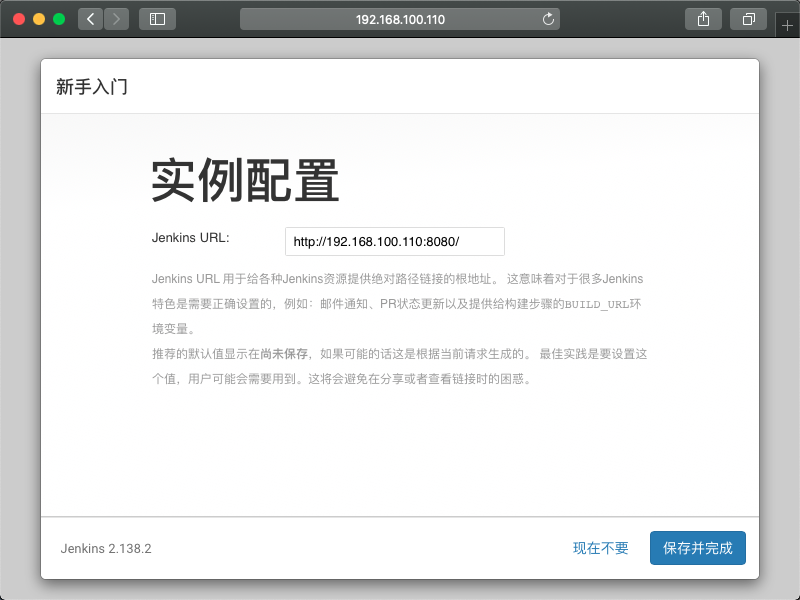 192.168.100.110
新手入门
实例配置
Jenkins URL:
http://192.168.100.110:8080/
Jenkins URL 用于给各种Jenkins资源提供绝对路径链接的根地址。 这意味着对于很多Jenkins
特色是需要正确设置的，例如：邮件通知、PR状态更新以及提供给构建步骤的BUILD_URL环
境变量。
推荐的默认值显示在尚未保存，如果可能的话这是根据当前请求生成的。 最佳实践是要设置这
个值，用户可能会需要用到。这将会避免在分享或者查看链接时的困惑。
Jenkins 2.138.2
现在不要
保存并完成